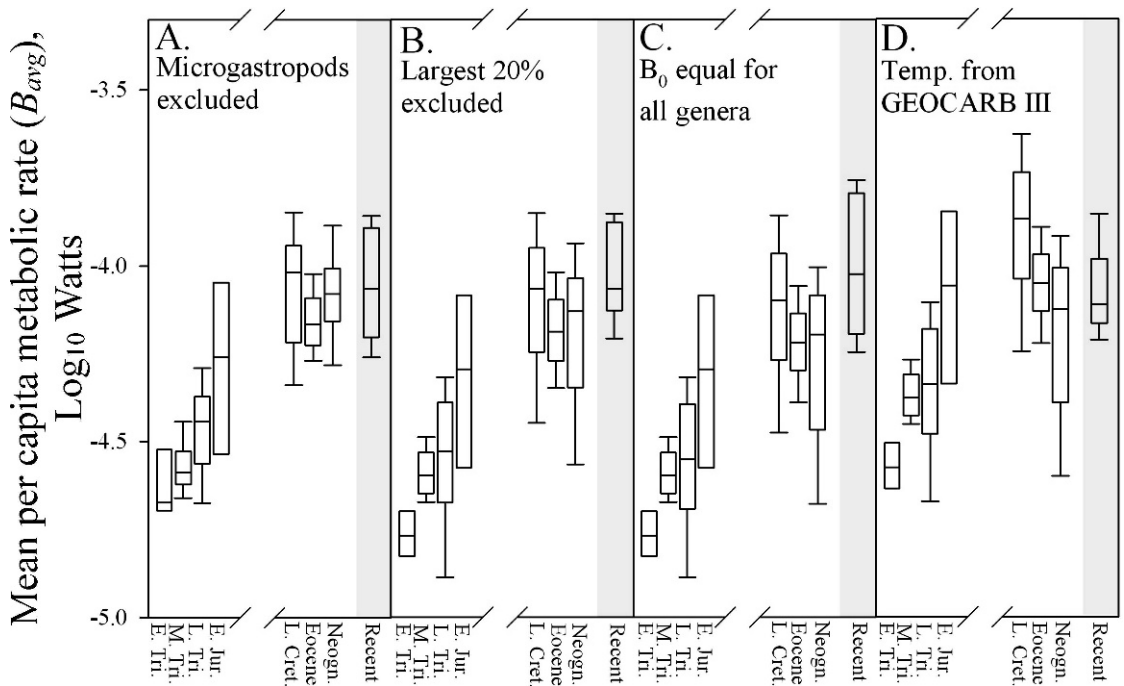 Mean per capita metabolic rate (Bavg),
Log10 Watts
-3.5
-4.0
-4.5
-5.0
A.
Microgastropods
excluded
B.
Largest 20%
excluded
C.
B0 equal for
all genera
D.
Temp. from
GEOCARB III
E. Tri.
M. Tri.
L. Tri.
E. Jur.
L. Cret.
Eocene
Neogn.
Recent
E. Tri.
M. Tri.
L. Tri.
E. Jur.
L. Cret.
Eocene
Neogn.
Recent
E. Tri.
M. Tri.
L. Tri.
E. Jur.
L. Cret.
Eocene
Neogn.
Recent
E. Tri.
M. Tri.
L. Tri.
E. Jur.
L. Cret.
Eocene
Neogn.
Recent